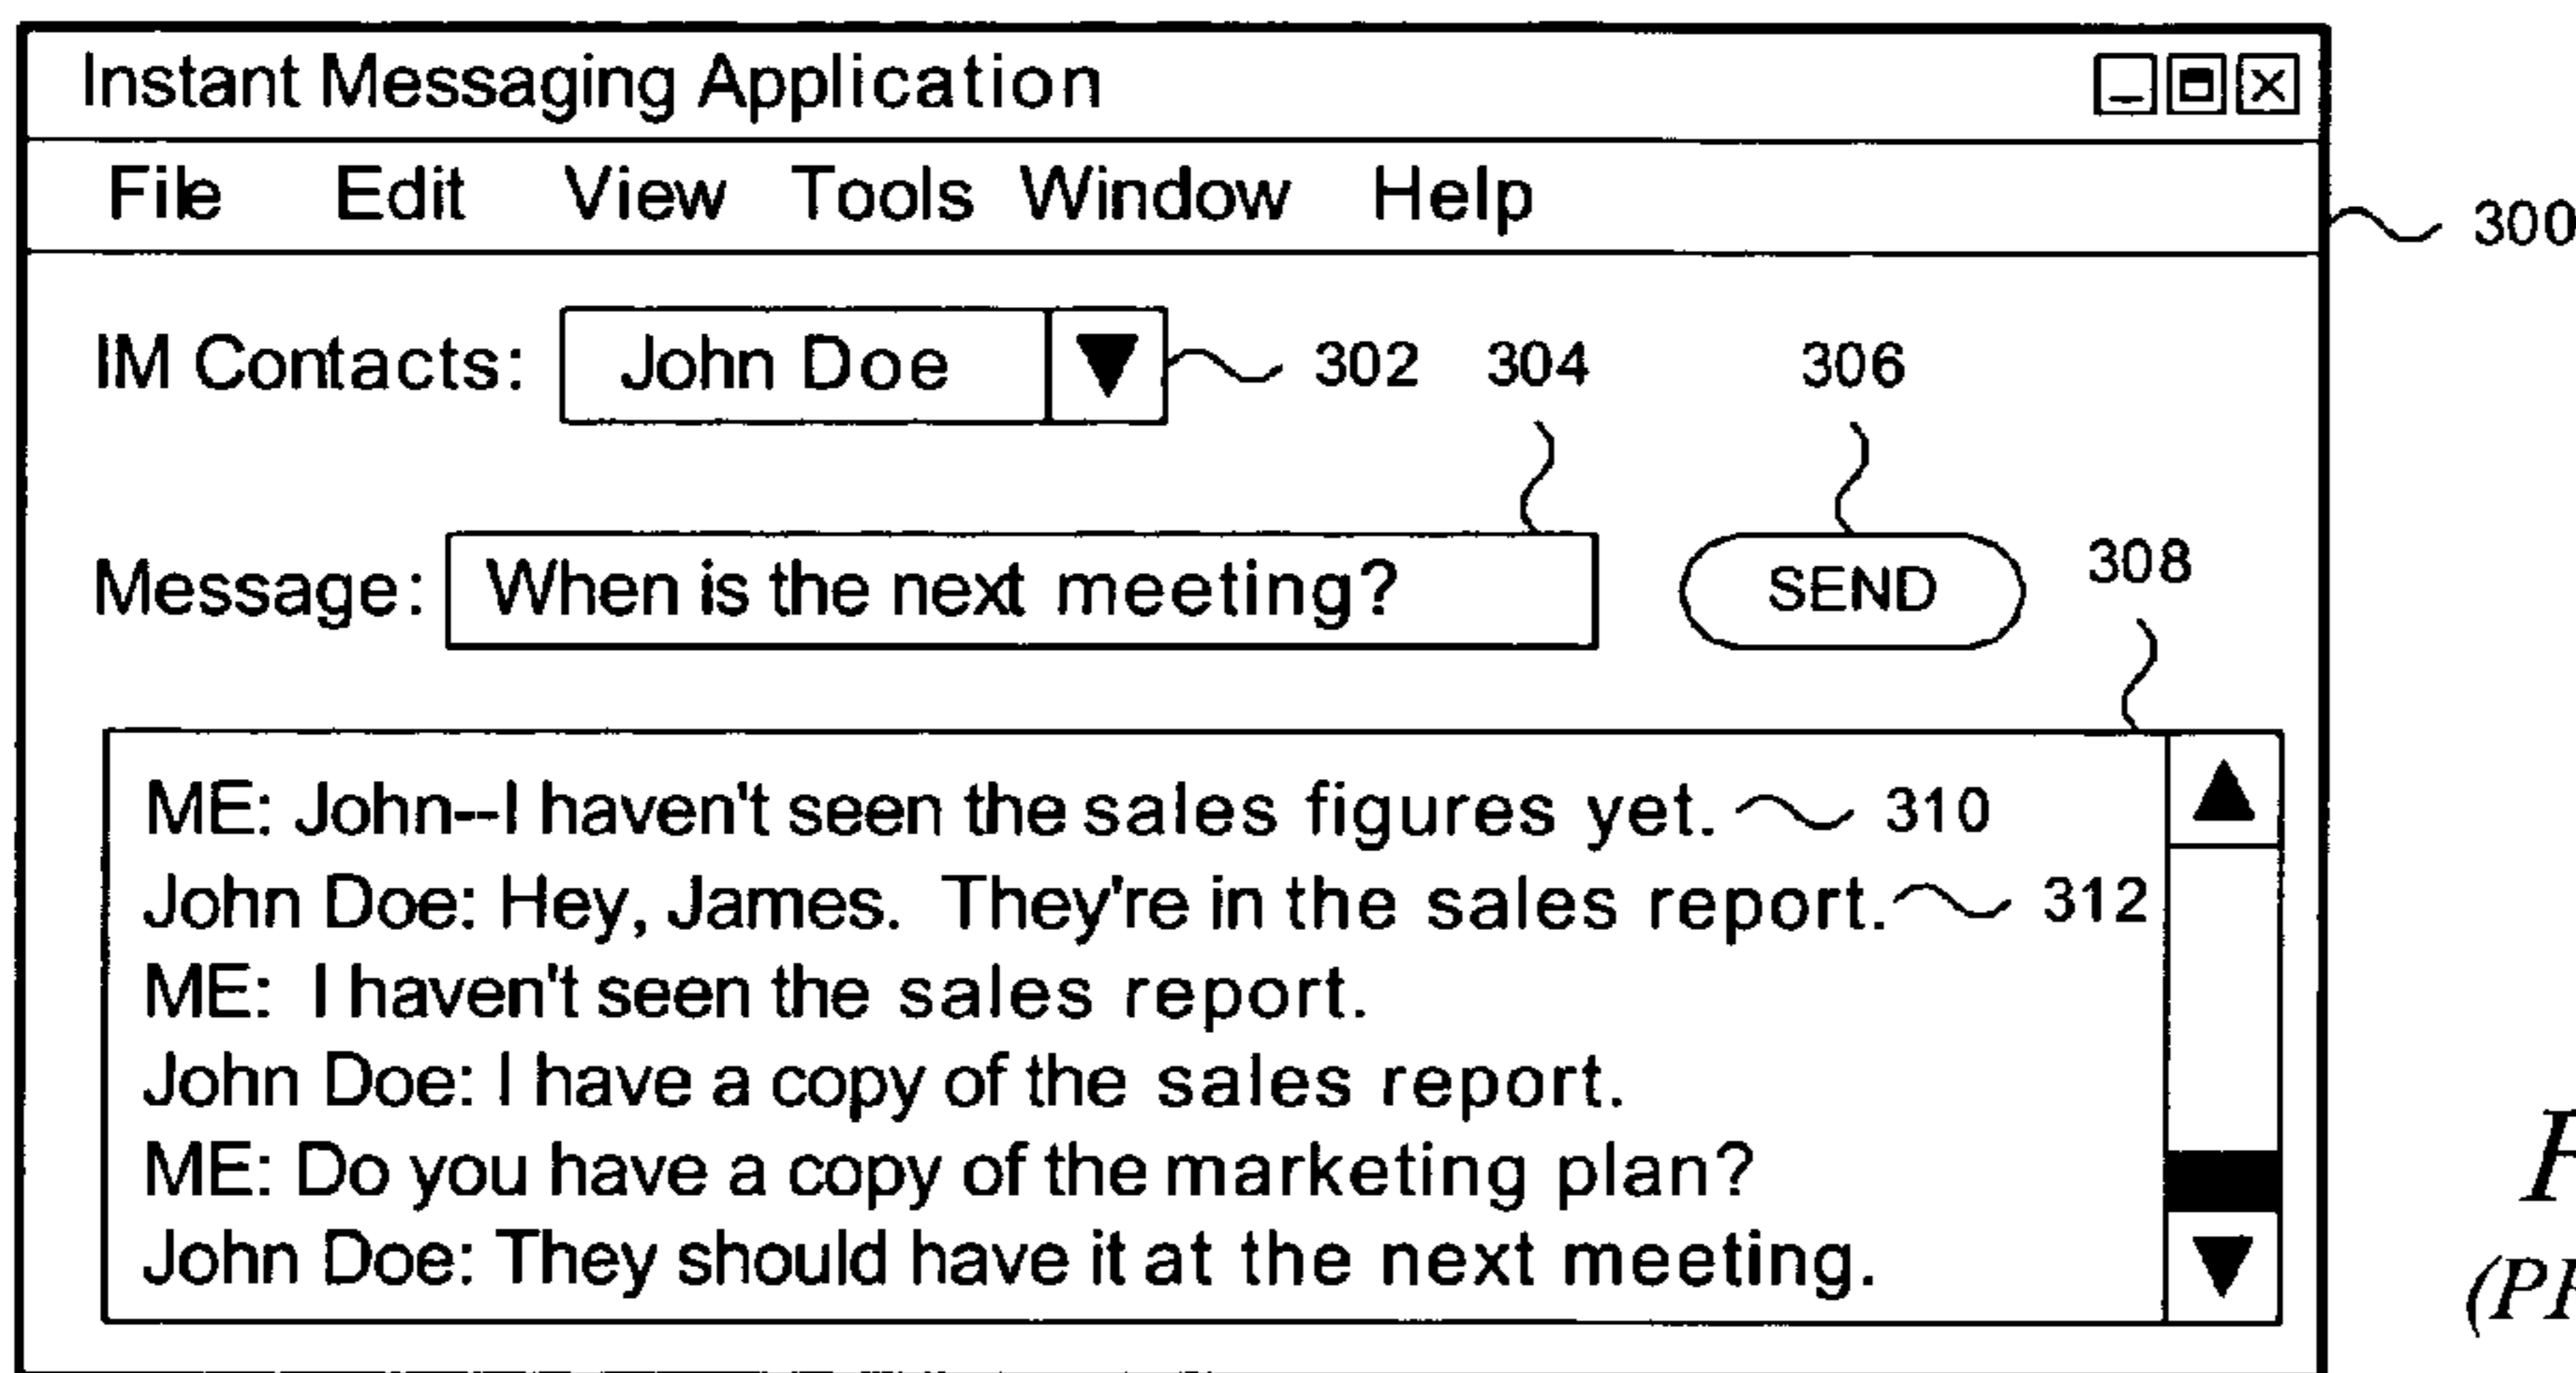 Instant Messaging Application
File Edit View Tools Window Help
300
IM Contacts: John Doe 302 304 306
Message: When is the next meeting? SEND 308
ME: John--I haven't seen the sales figures yet. 310
John Doe: Hey, James. They're in the sales report. 312
ME: I haven't seen the sales report.
John Doe: I have a copy of the sales report.
ME: Do you have a copy of the marketing plan?
John Doe: They should have it at the next meeting.